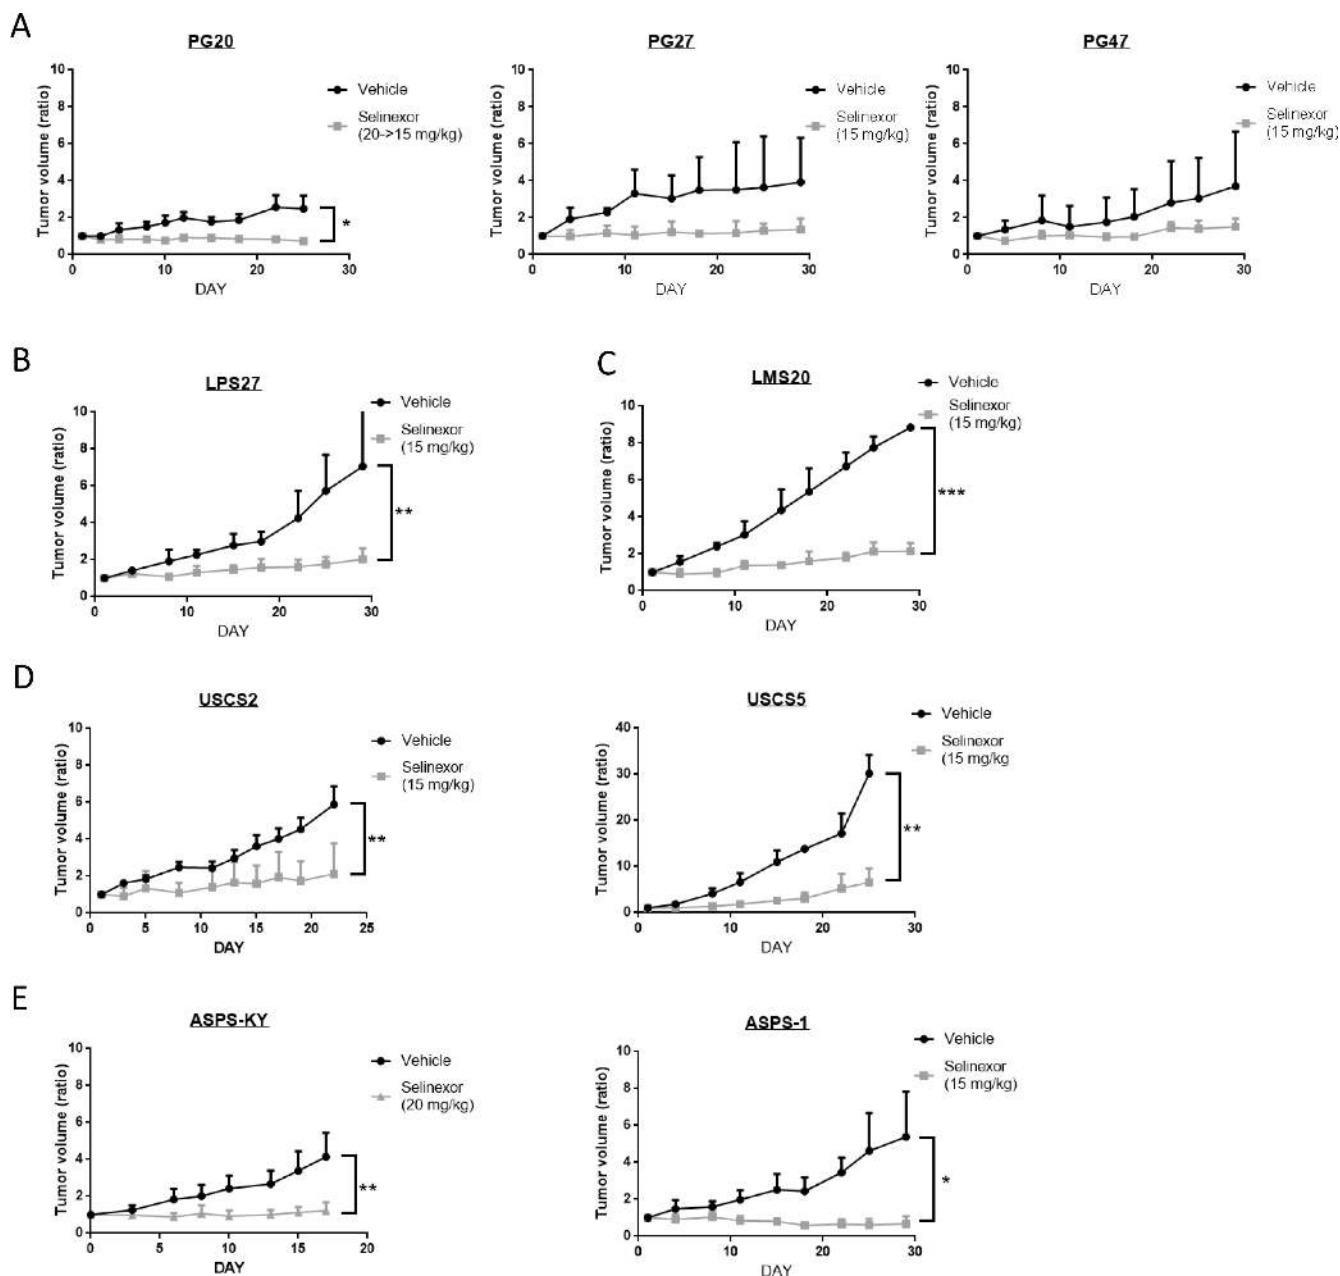 A
PG20
PG27
PG47
Tumor volume (ratio)
10
8
6
4
2
0
0
10
20
30
DAY
Vehicle
Selinexor
(20->15 mg/kg)
*
Tumor volume (ratio)
10
8
6
4
2
0
0
10
20
30
DAY
Vehicle
Selinexor
(15 mg/kg)
Tumor volume (ratio)
10
8
6
4
2
0
0
10
20
30
DAY
Vehicle
Selinexor
(15 mg/kg)
B
LPS27
Tumor volume (ratio)
10
8
6
4
2
0
0
10
20
30
DAY
Vehicle
Selinexor
(15 mg/kg)
**
C
LMS20
Tumor volume (ratio)
10
8
6
4
2
0
0
10
20
30
DAY
Vehicle
Selinexor
(15 mg/kg)
***
D
USCS2
Tumor volume (ratio)
10
8
6
4
2
0
0
5
10
15
20
25
DAY
Vehicle
Selinexor
(15 mg/kg)
**
USCS5
Tumor volume (ratio)
40
30
20
10
0
0
10
20
30
DAY
Vehicle
Selinexor
(15 mg/kg
**
E
ASPS-KY
Tumor volume (ratio)
10
8
6
4
2
0
0
5
10
15
20
DAY
Vehicle
Selinexor
(20 mg/kg)
**
ASPS-1
Tumor volume (ratio)
10
8
6
4
2
0
0
10
20
30
DAY
Vehicle
Selinexor
(15 mg/kg)
*